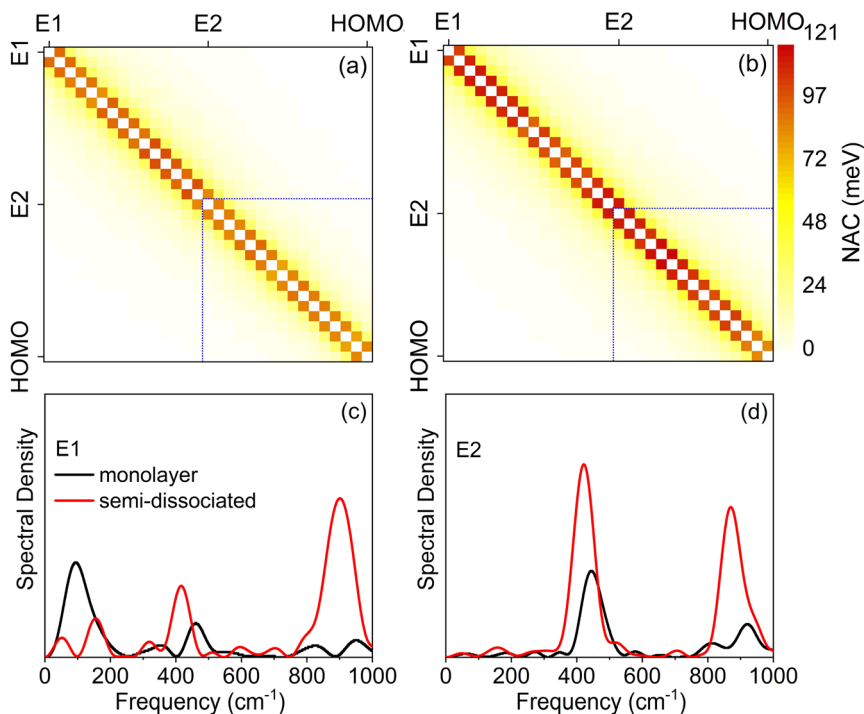 E1 E2 HOMO
E1 E2 HOMO
(a)
(b)
E1
E2
HOMO
E1
E2
HOMO
121
97
72
48
24
0
NAC (meV)
(c)
E1
monolayer
semi-dissociated
Spectral Density
0 200 400 600 800 1000
Frequency (cm-1)
(d)
E2
Spectral Density
0 200 400 600 800 1000
Frequency (cm-1)